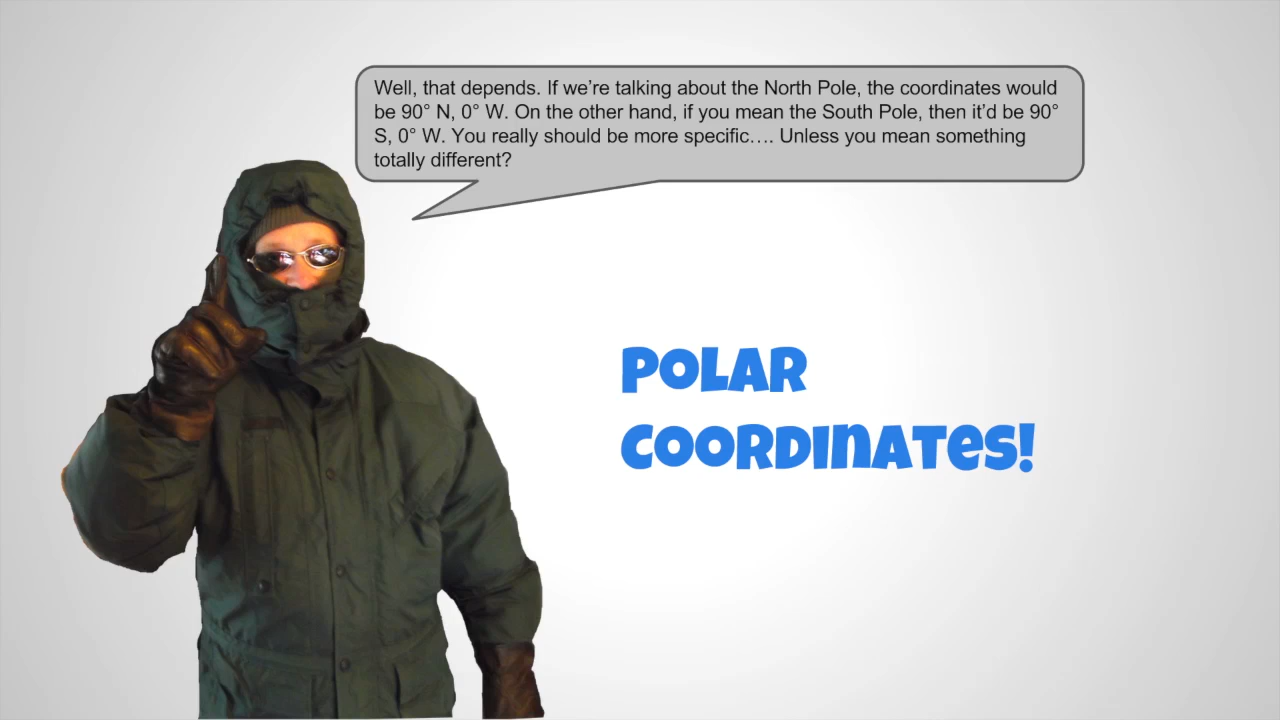 Well, that depends. If we’re talking about the North Pole, the coordinates would
be 90° N, 0° W. On the other hand, if you mean the South Pole, then it’d be 90°
S, 0° W. You really should be more specific…. Unless you mean something
totally different?
POLAR
COORDINATES!